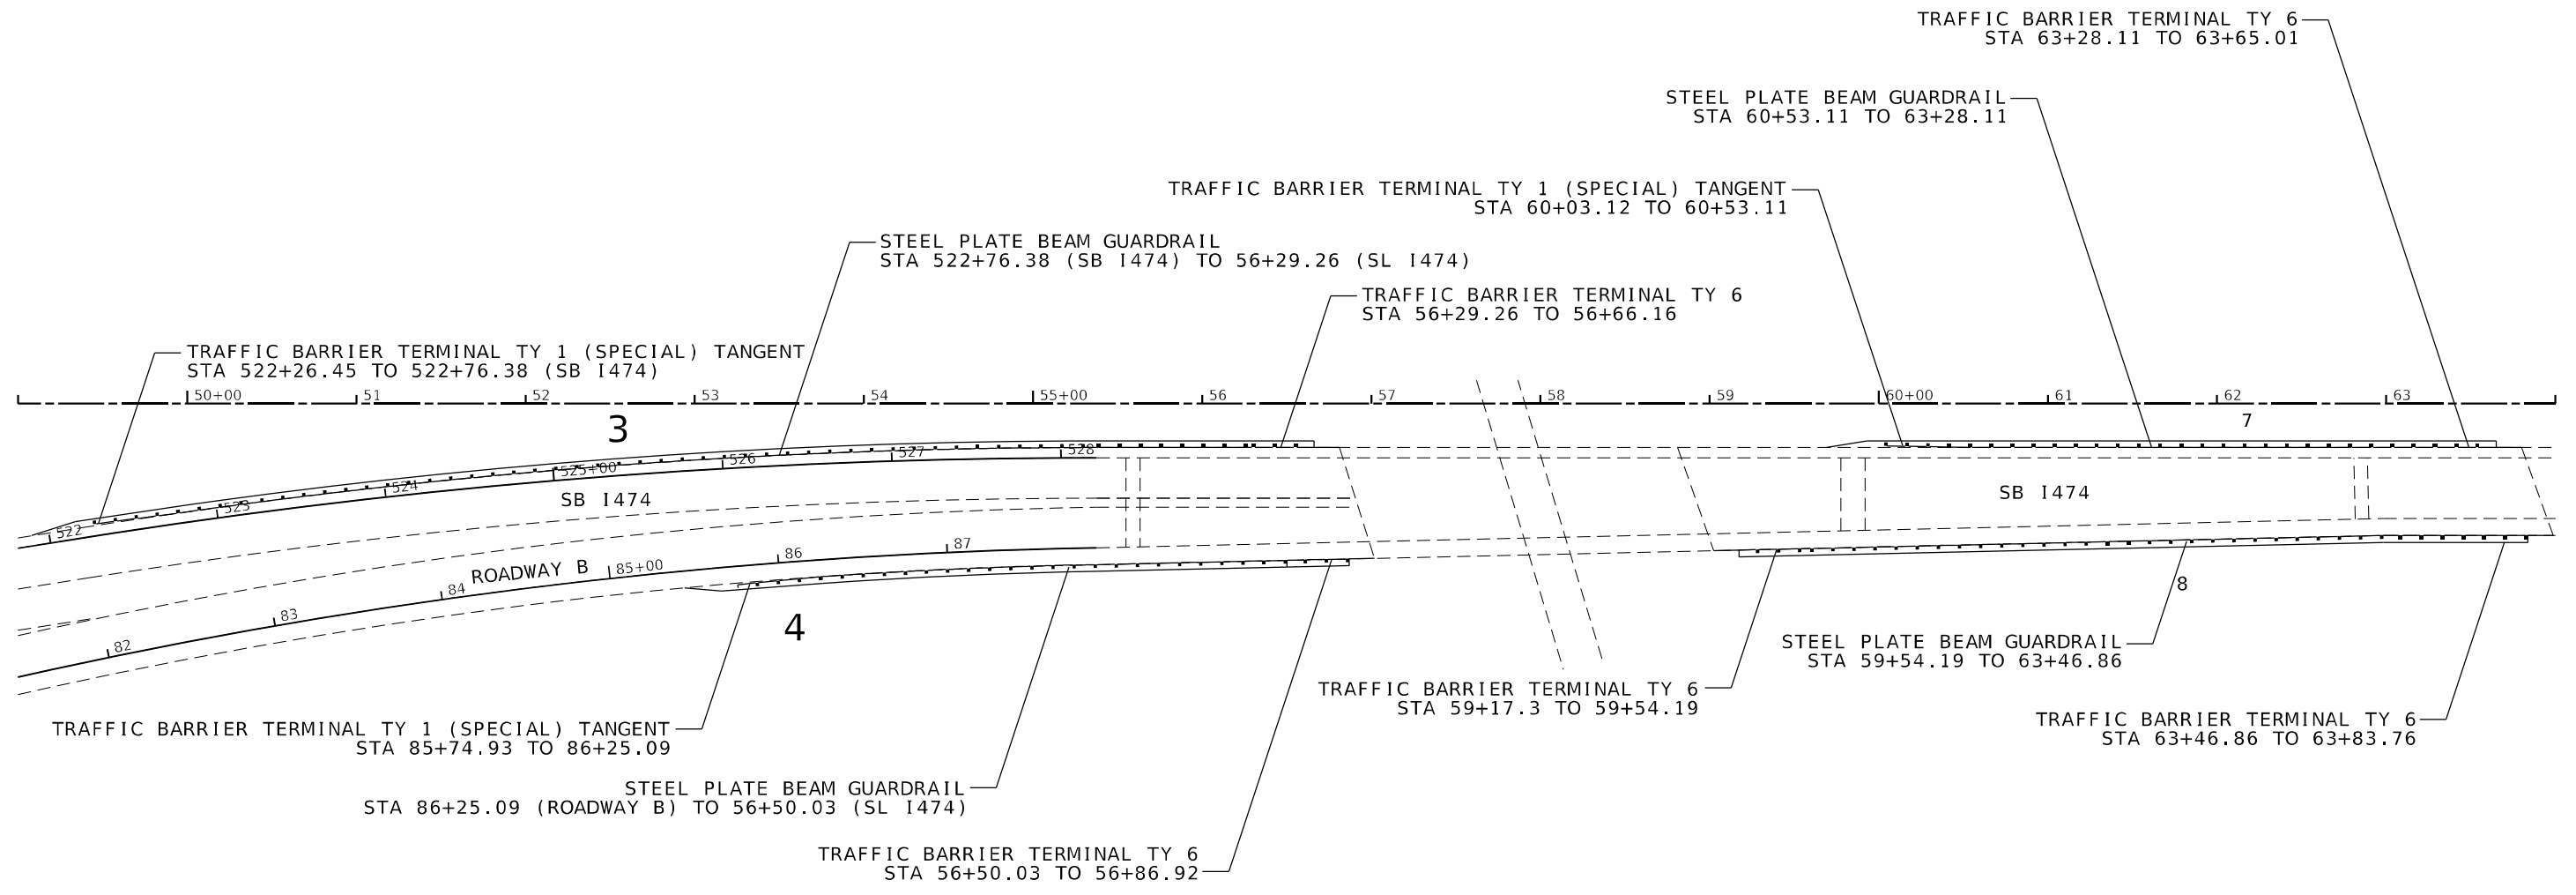 TRAFFIC BARRIER TERMINAL TY 6
STA 63+28.11 TO 63+65.01
STEEL PLATE BEAM GUARDRAIL
STA 60+53.11 TO 63+28.11
TRAFFIC BARRIER TERMINAL TY 1 (SPECIAL) TANGENT
STA 60+03.12 TO 60+53.11
STEEL PLATE BEAM GUARDRAIL
STA 522+76.38 (SB I474) TO 56+29.26 (SL I474)
TRAFFIC BARRIER TERMINAL TY 6
STA 56+29.26 TO 56+66.16
TRAFFIC BARRIER TERMINAL TY 1 (SPECIAL) TANGENT
STA 522+26.45 TO 522+76.38 (SB I474)
50+00 51 52 53 54 55+00 56 57 58 59 60+00 61 62 63
3
7
522 523 524 525+00 526 527 528
SB I474
SB I474
82 83 84 85+00 86 87
ROADWAY B
4
8
STEEL PLATE BEAM GUARDRAIL
STA 59+54.19 TO 63+46.86
TRAFFIC BARRIER TERMINAL TY 6
STA 59+17.3 TO 59+54.19
TRAFFIC BARRIER TERMINAL TY 6
STA 63+46.86 TO 63+83.76
TRAFFIC BARRIER TERMINAL TY 1 (SPECIAL) TANGENT
STA 85+74.93 TO 86+25.09
STEEL PLATE BEAM GUARDRAIL
STA 86+25.09 (ROADWAY B) TO 56+50.03 (SL I474)
TRAFFIC BARRIER TERMINAL TY 6
STA 56+50.03 TO 56+86.92